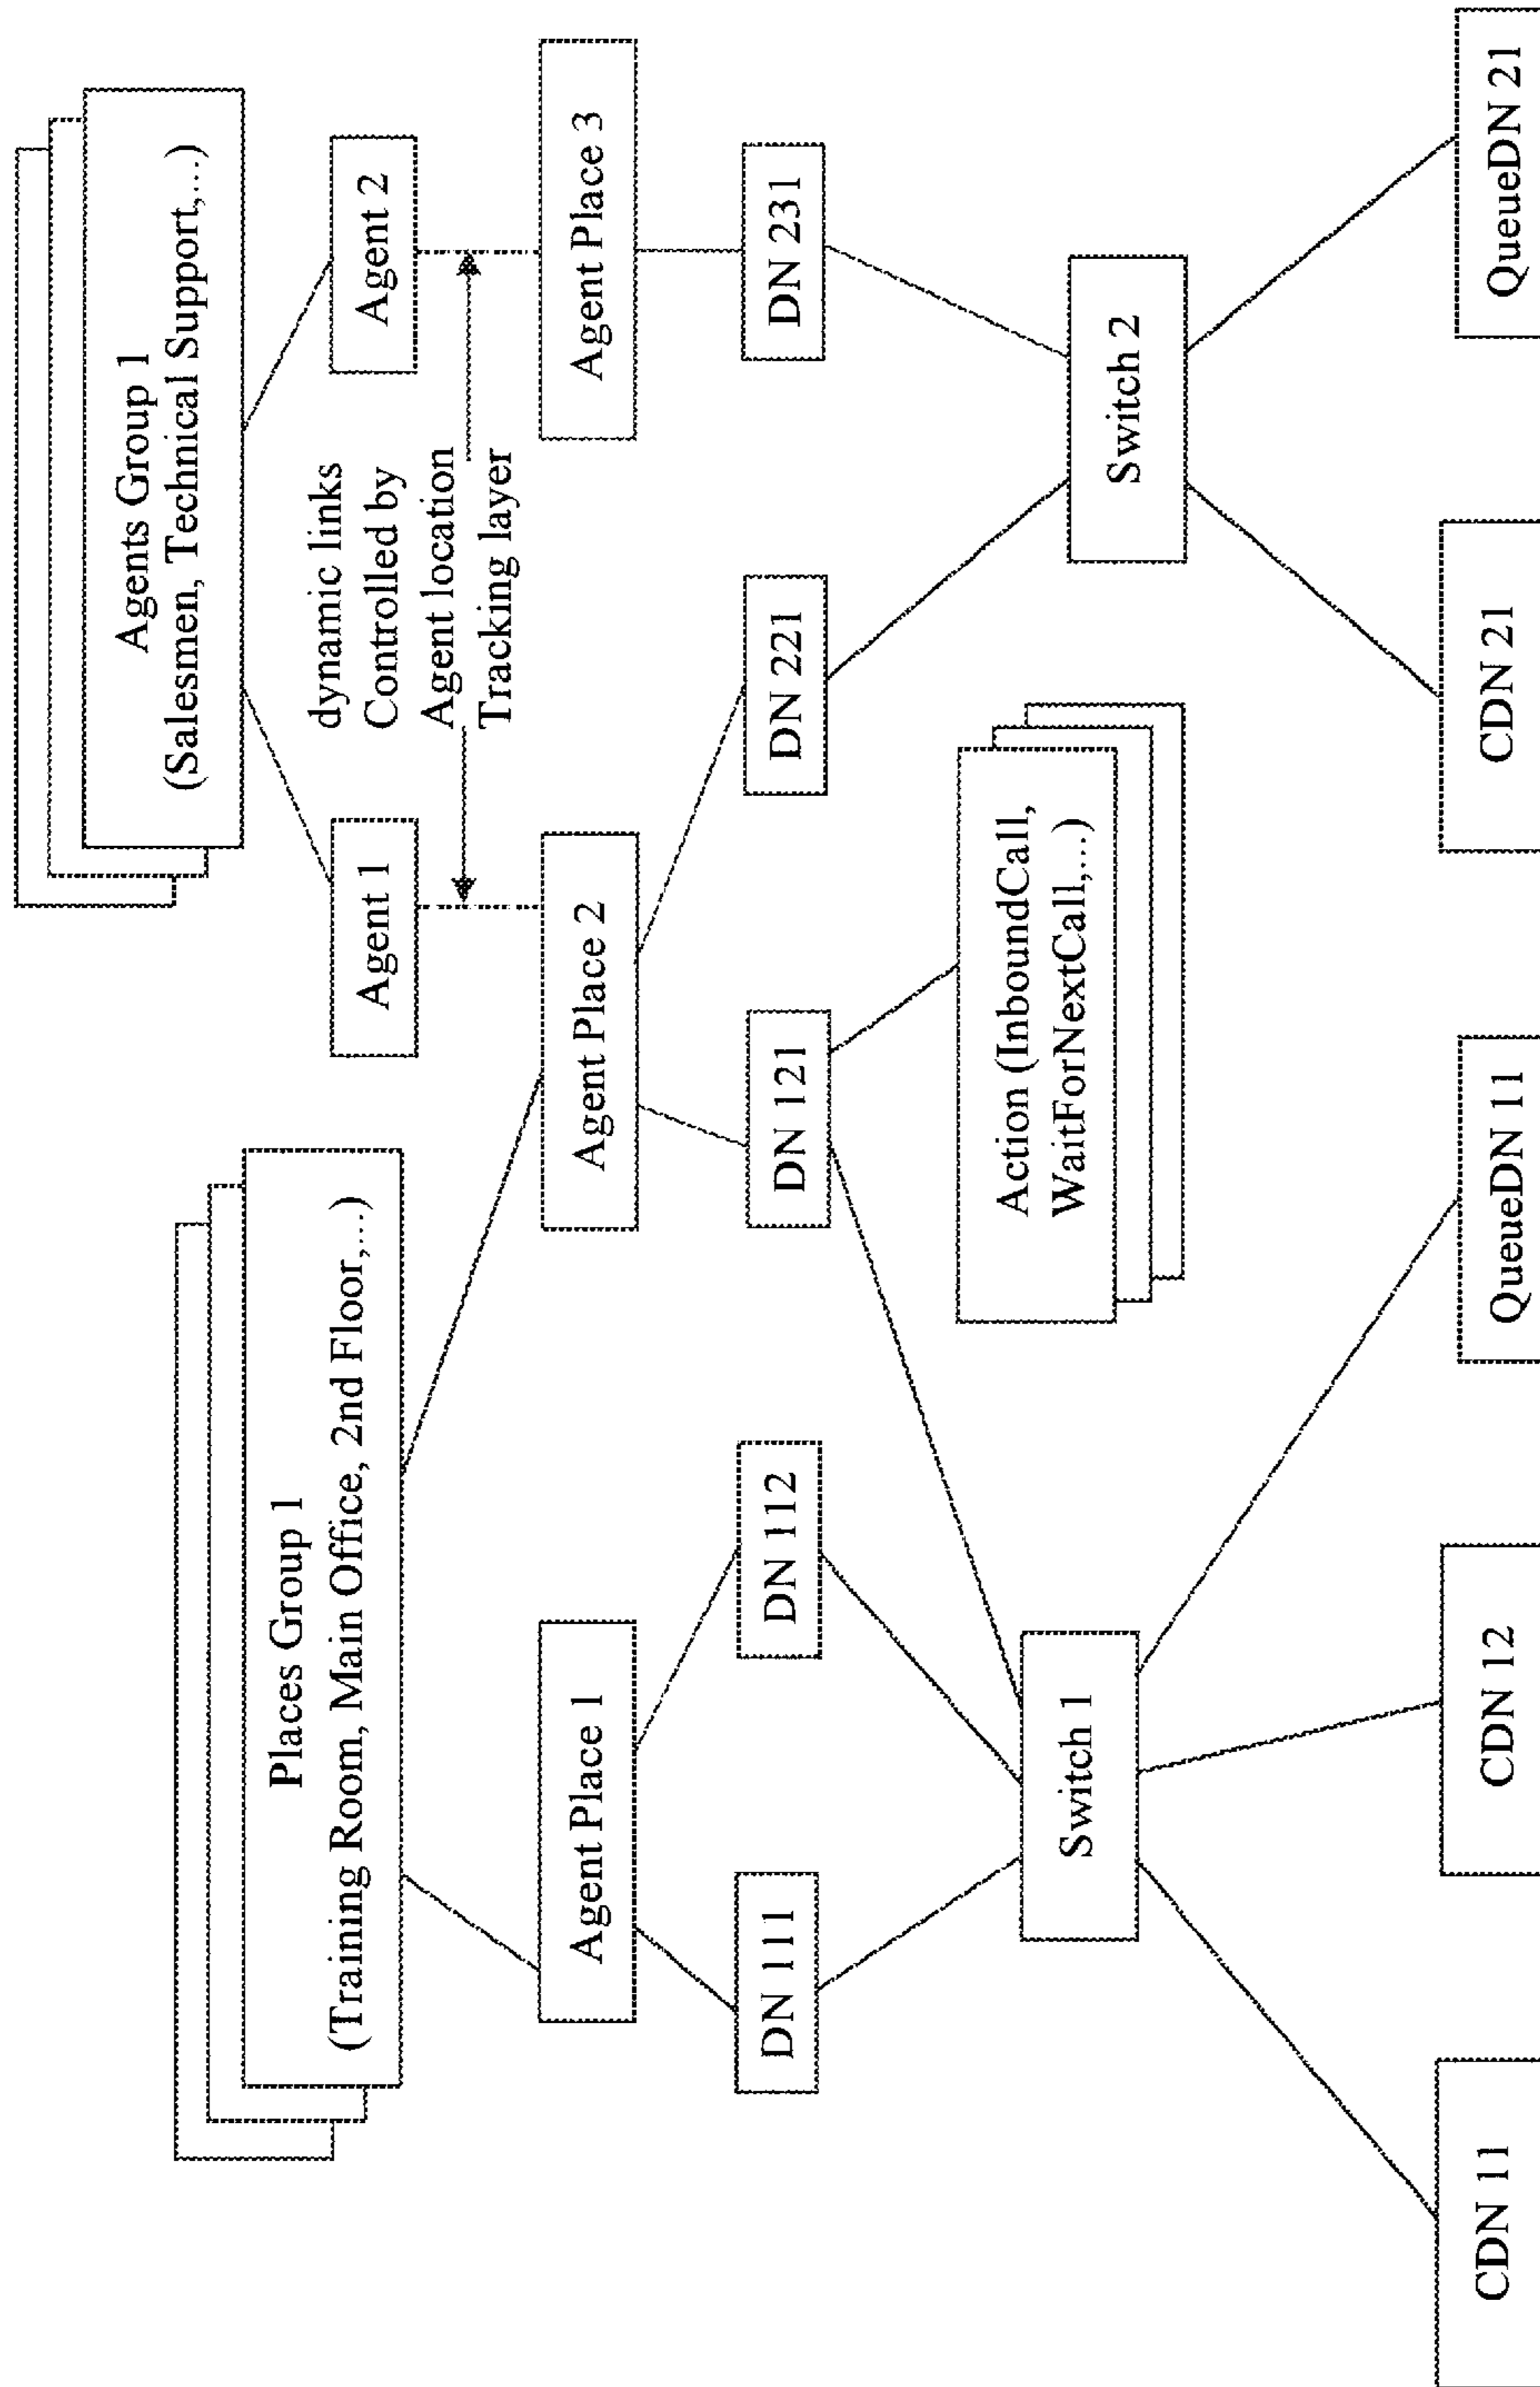 Agents Group 1
(Salesmen, Technical Support,...)
Places Group 1
(Training Room, Main Office, 2nd Floor,...)
Agent 1
Agent 2
dynamic links
Controlled by
Agent location
Tracking layer
Agent Place 1
Agent Place 2
Agent Place 3
DN 111
DN 112
DN 121
DN 221
DN 231
Action (InboundCall,
WaitForNextCall,...)
Switch 1
Switch 2
CDN 11
CDN 12
QueueDN 11
CDN 21
QueueDN 21